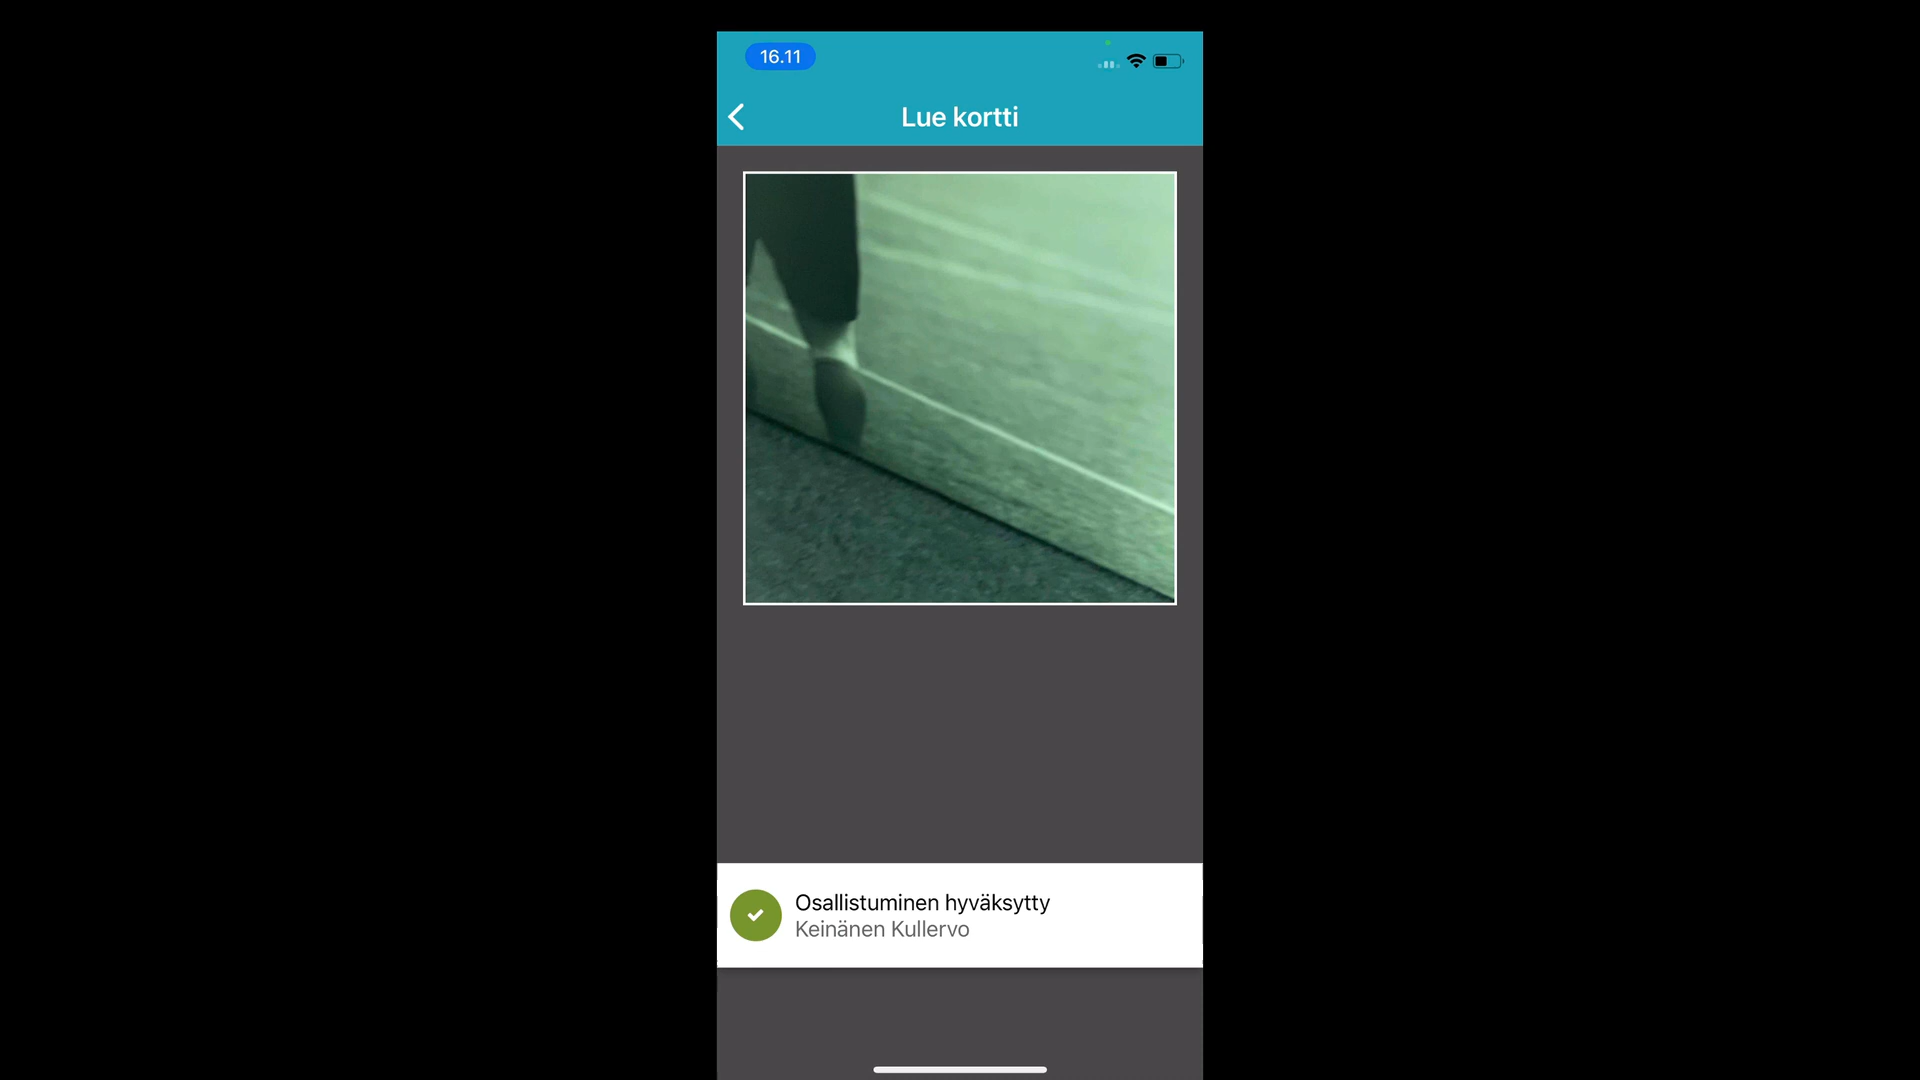 16.11
Lue kortti
Osallistuminen hyväksytty
Keinänen Kullervo